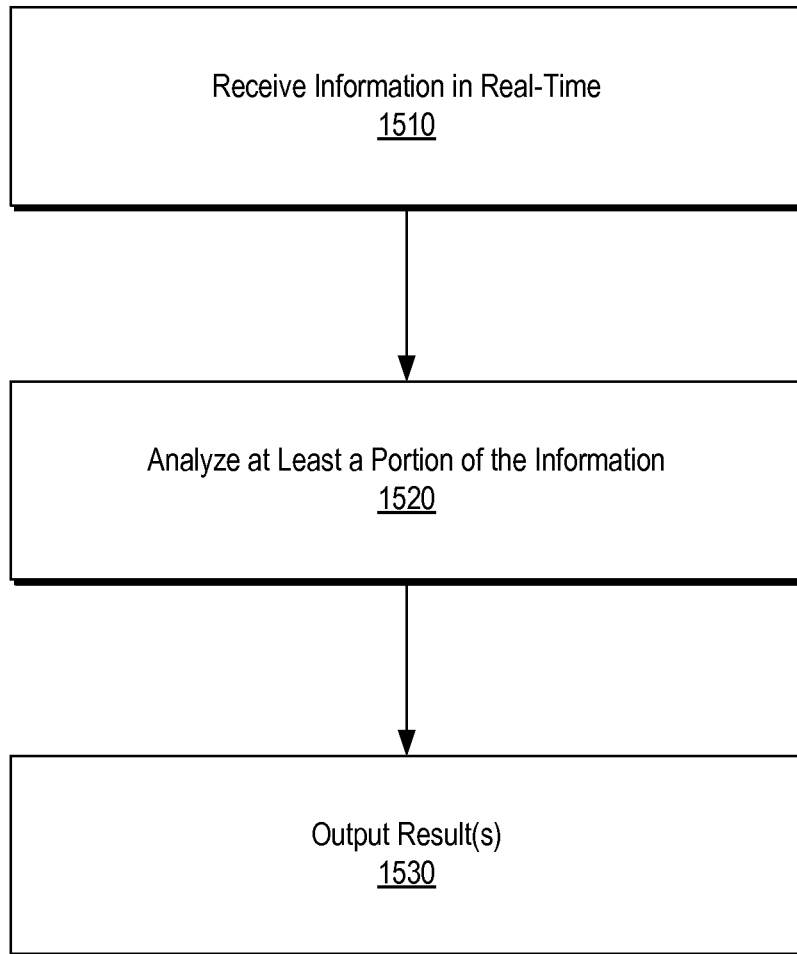 Receive Information in Real-Time
1510
Analyze at Least a Portion of the Information
1520
Output Result(s)
1530